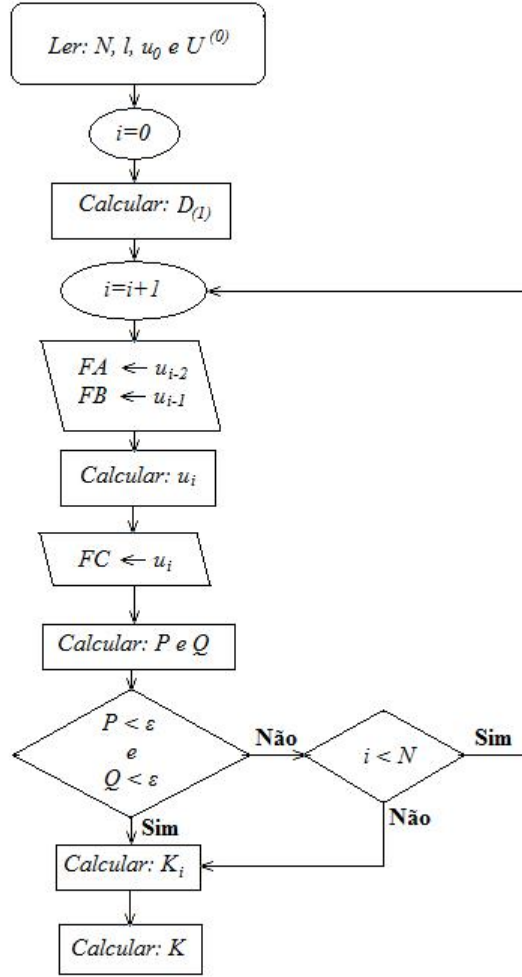 Ler: N, l, u₀ e U⁽⁰⁾
i=0
Calcular: D₍₁₎
i=i+1
FA ← uᵢ₋₂
FB ← uᵢ₋₁
Calcular: uᵢ
FC ← uᵢ
Calcular: P e Q
P < ε
e
Q < ε
Não
i < N
Sim
Sim
Não
Calcular: Kᵢ
Calcular: K